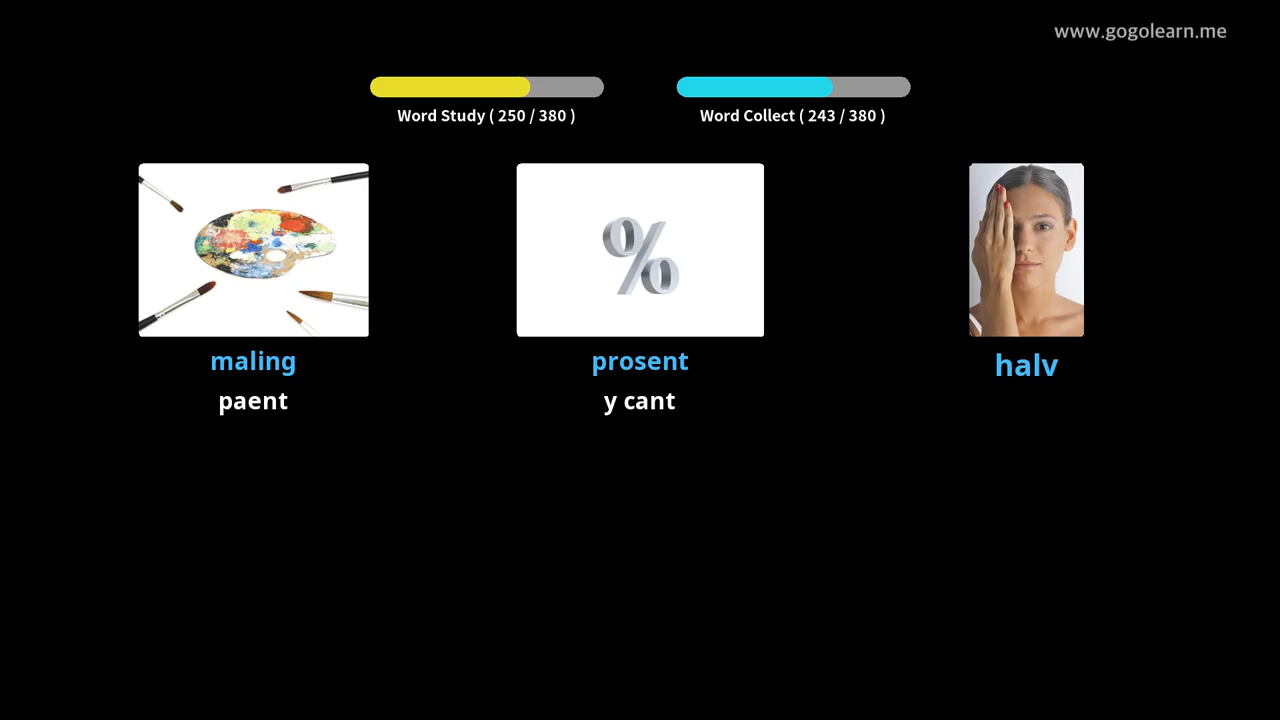 www.gogolearn.me
Word Study ( 250 / 380 )
Word Collect ( 243 / 380 )
%
maling
prosent
halv
paent
y cant